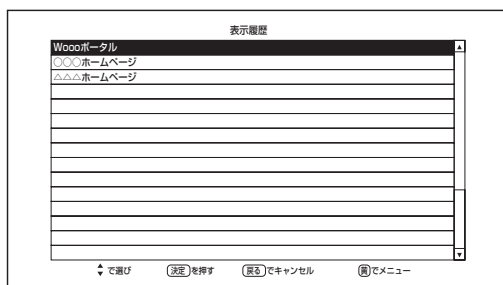 表示履歴
Woooポータル
○○○ホームページ
△△△ホームページ
で選び 決定を押す 戻るでキャンセル 黄でメニュー